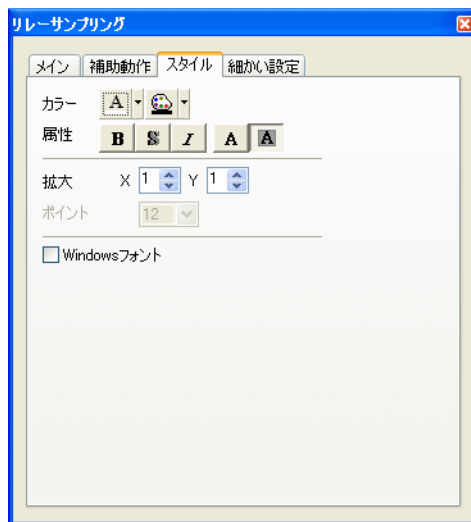 リレーサンプリング
メイン 補助動作 スタイル 細かい設定
カラー A
属性 B S I A A
拡大 X 1 Y 1
ポイント 12
Windowsフォント